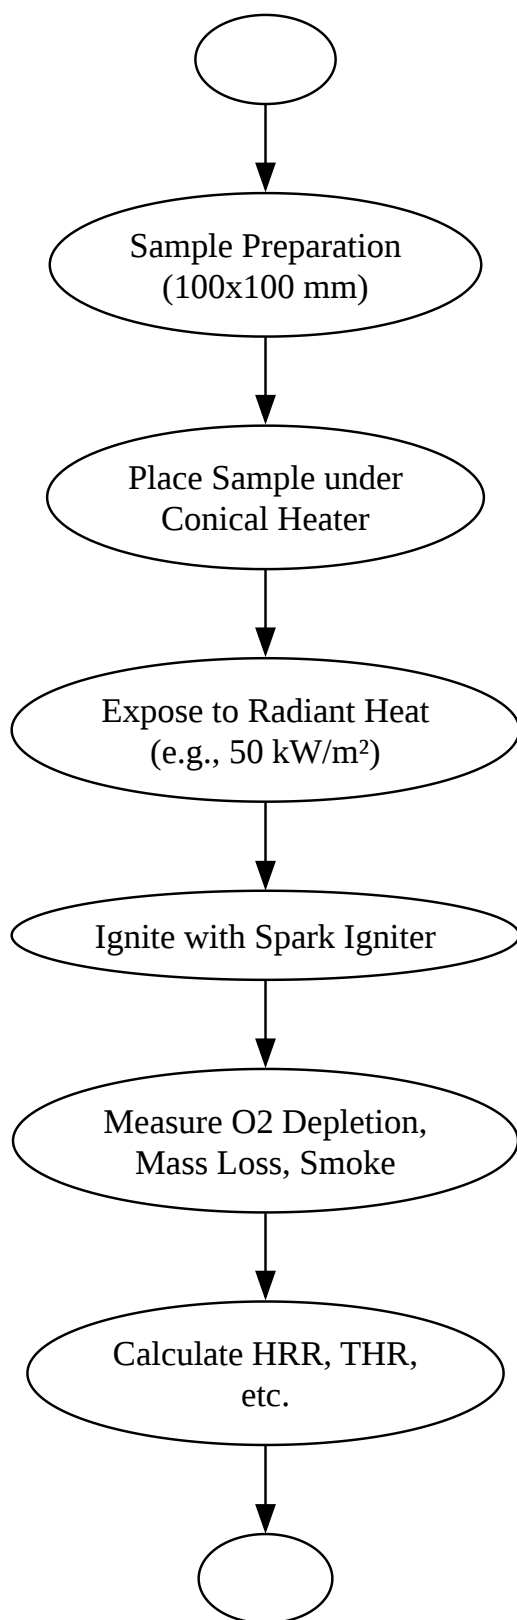 Sample Preparation
(100x100 mm)
Place Sample under
Conical Heater
Expose to Radiant Heat
(e.g., 50 kW/m²)
Ignite with Spark Igniter
Measure O2 Depletion,
Mass Loss, Smoke
Calculate HRR, THR,
etc.